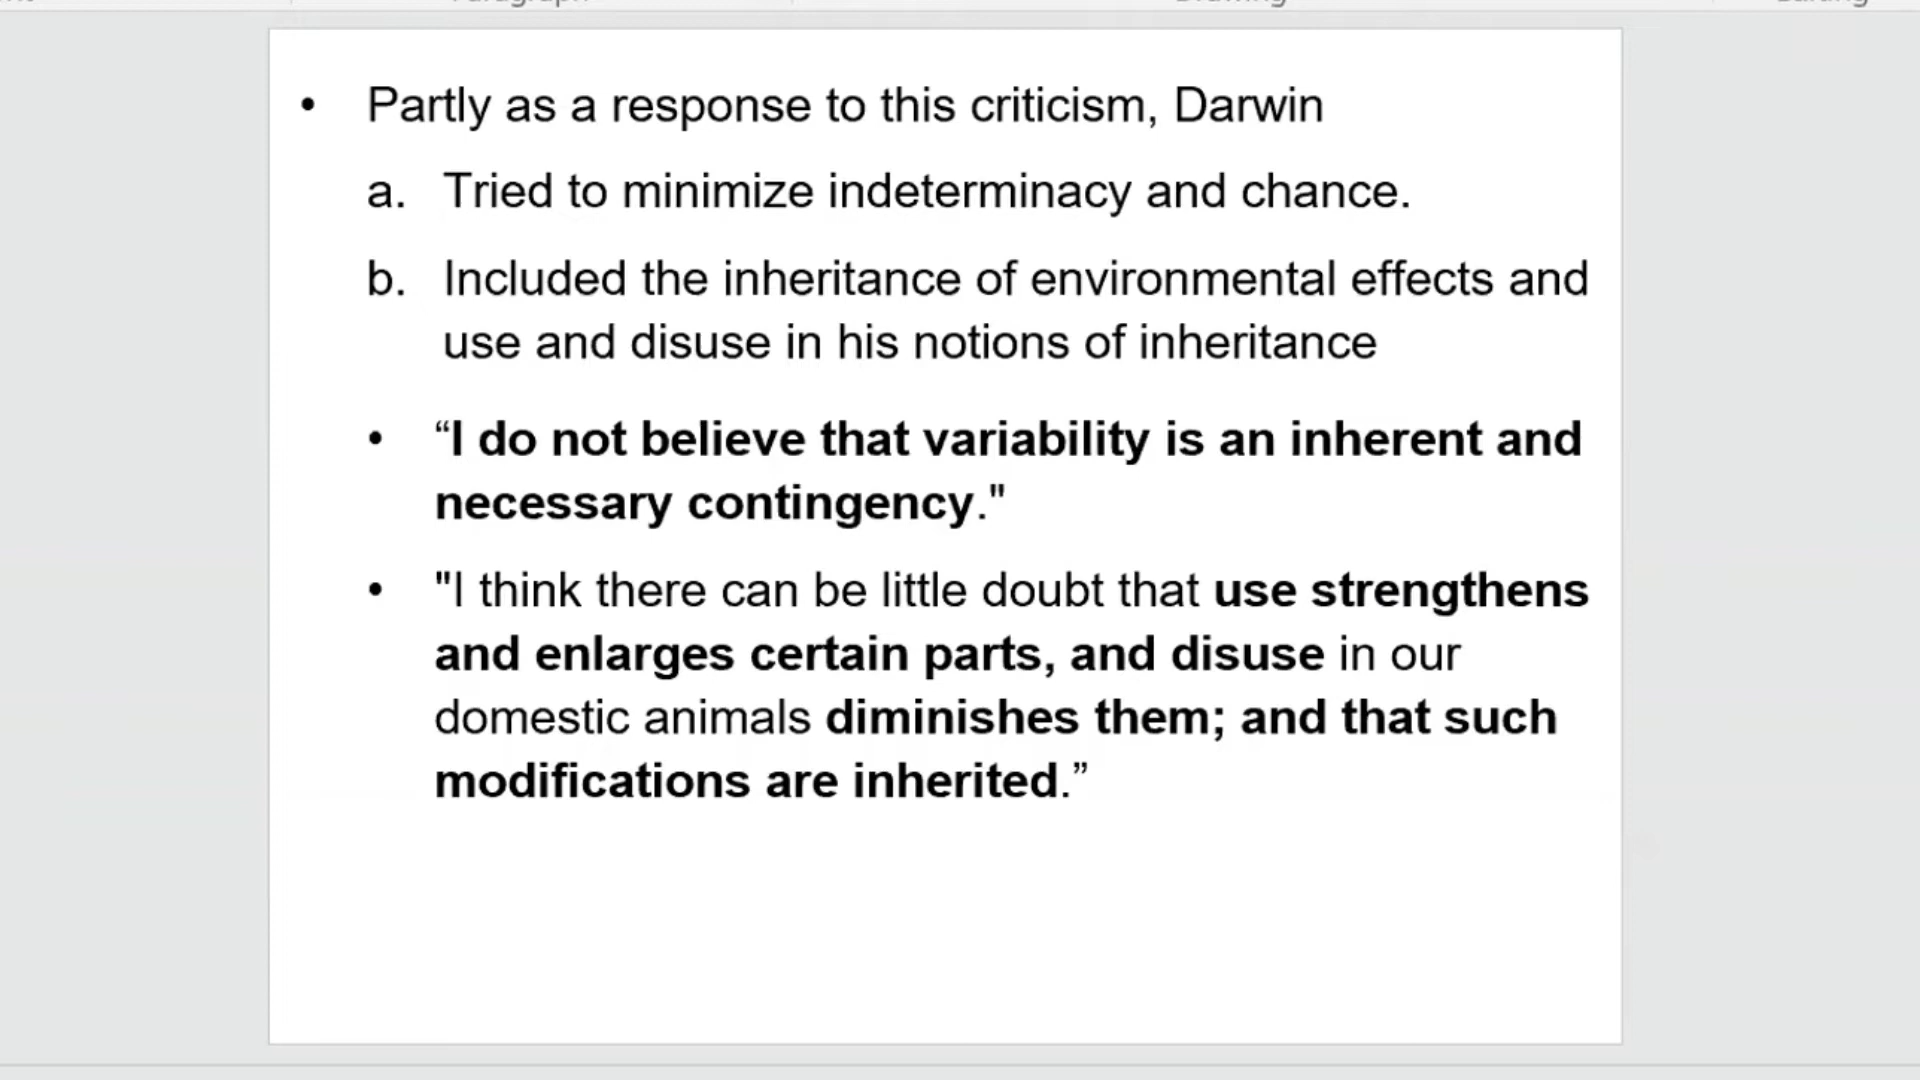 • Partly as a response to this criticism, Darwin
a. Tried to minimize indeterminacy and chance.
b. Included the inheritance of environmental effects and
use and disuse in his notions of inheritance
• “I do not believe that variability is an inherent and
necessary contingency."
• "I think there can be little doubt that use strengthens
and enlarges certain parts, and disuse in our
domestic animals diminishes them; and that such
modifications are inherited.”